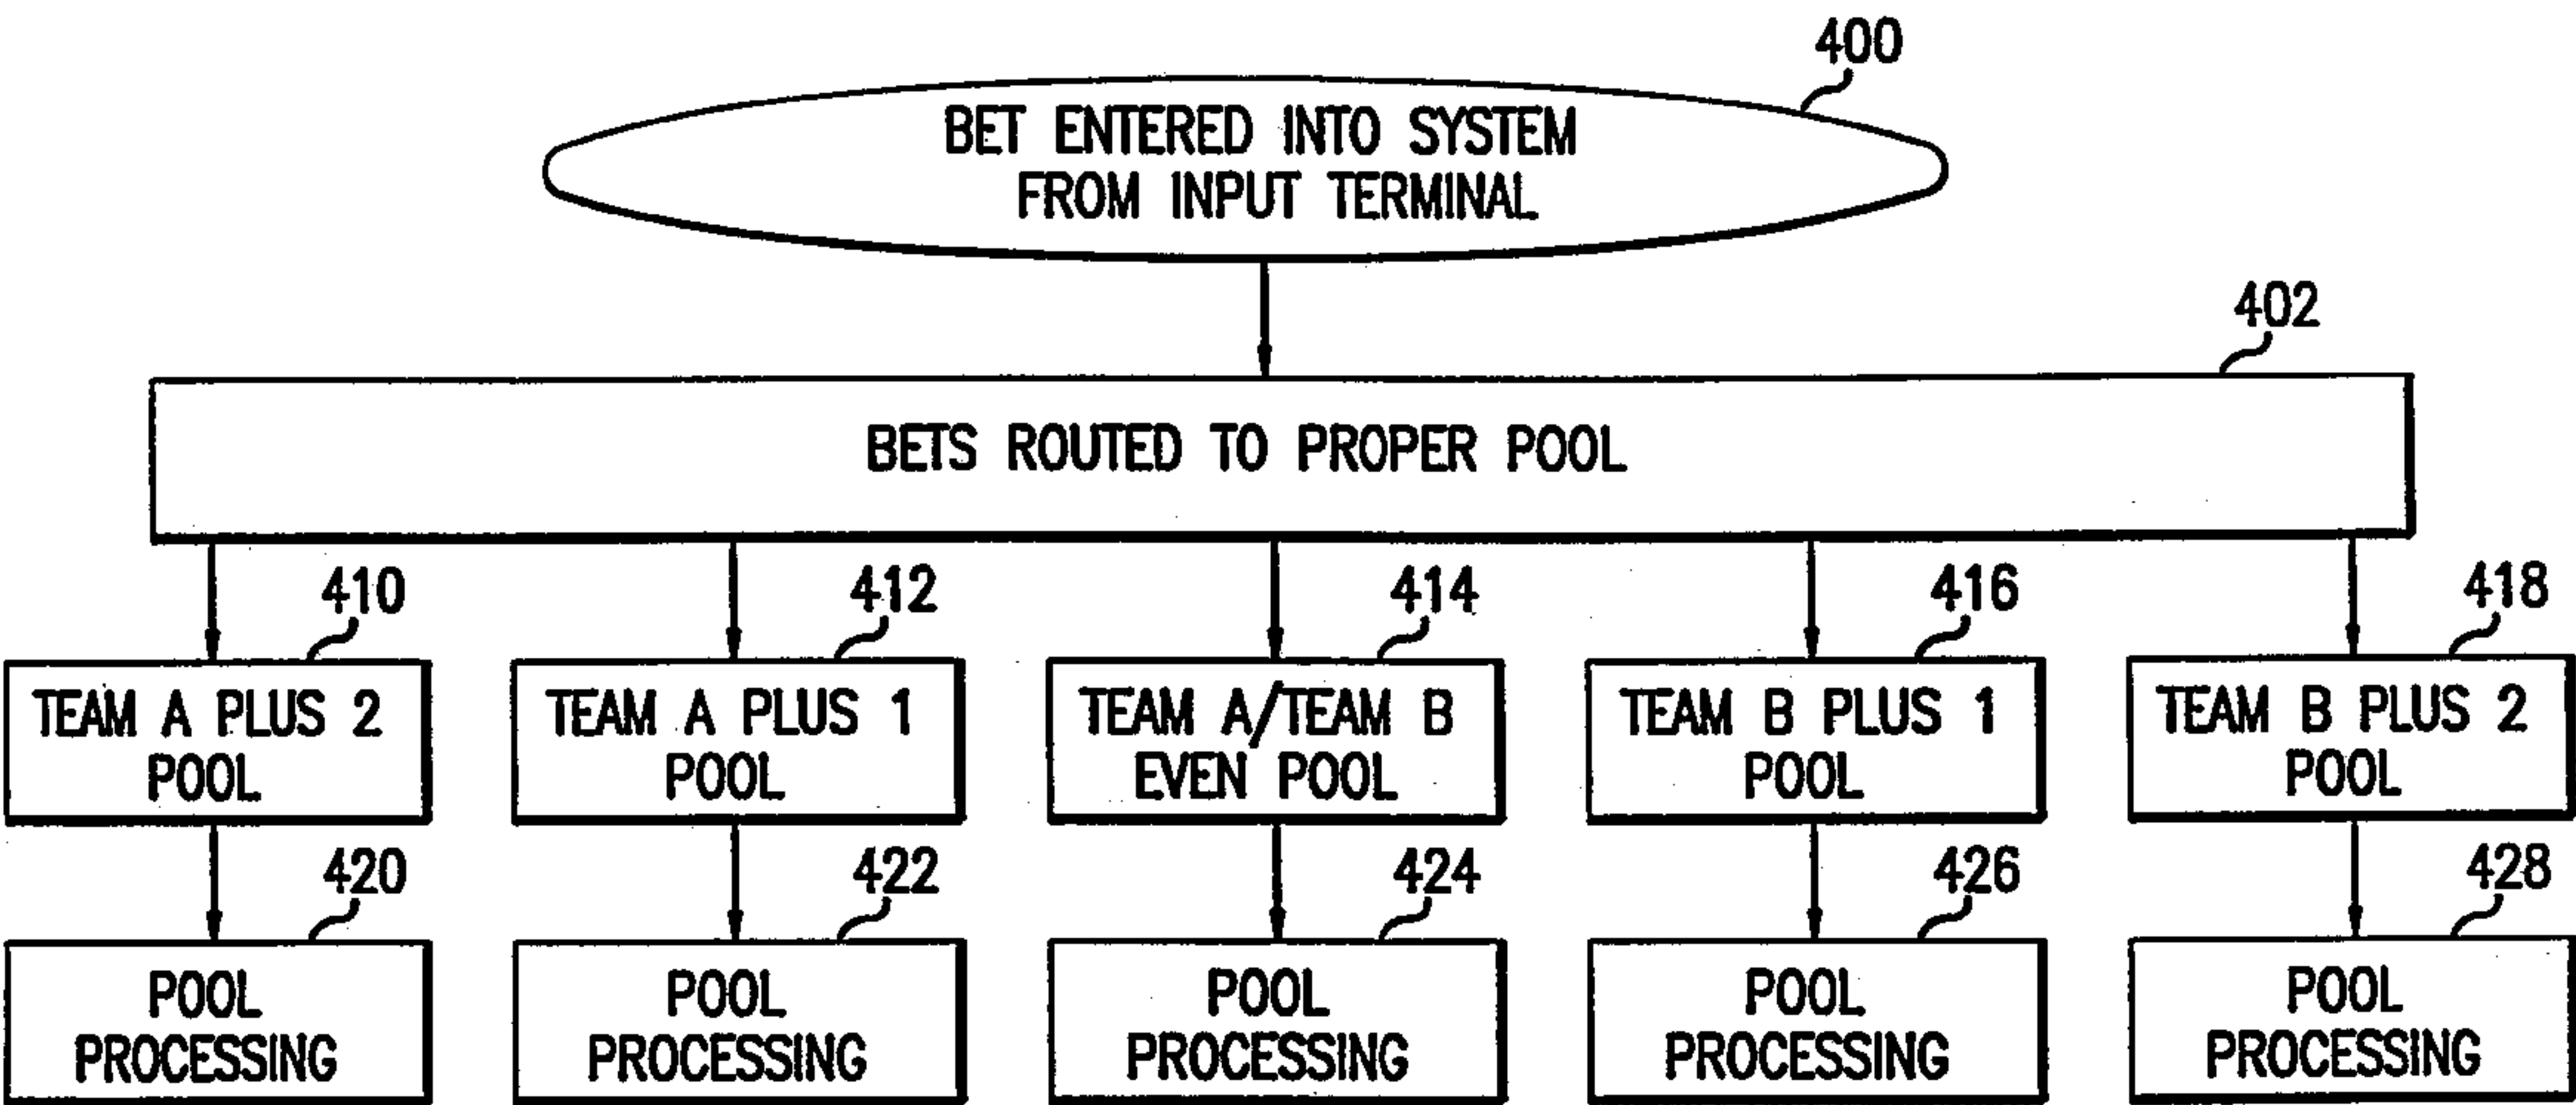 400
BET ENTERED INTO SYSTEM
FROM INPUT TERMINAL
402
BETS ROUTED TO PROPER POOL
410
412
414
416
418
TEAM A PLUS 2
POOL
TEAM A PLUS 1
POOL
TEAM A/TEAM B
EVEN POOL
TEAM B PLUS 1
POOL
TEAM B PLUS 2
POOL
420
422
424
426
428
POOL
PROCESSING
POOL
PROCESSING
POOL
PROCESSING
POOL
PROCESSING
POOL
PROCESSING